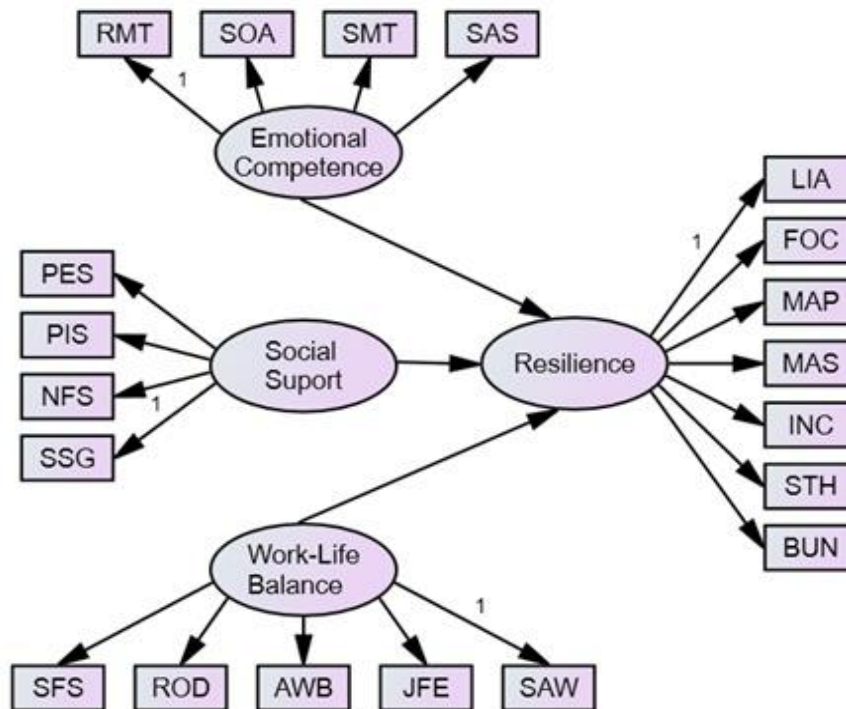 RMT
SOA
SMT
SAS
1
Emotional
Competence
LIA
1
FOC
PES
MAP
PIS
Social
Suport
Resilience
MAS
NFS
1
INC
SSG
STH
BUN
Work-Life
Balance
1
SFS
ROD
AWB
JFE
SAW